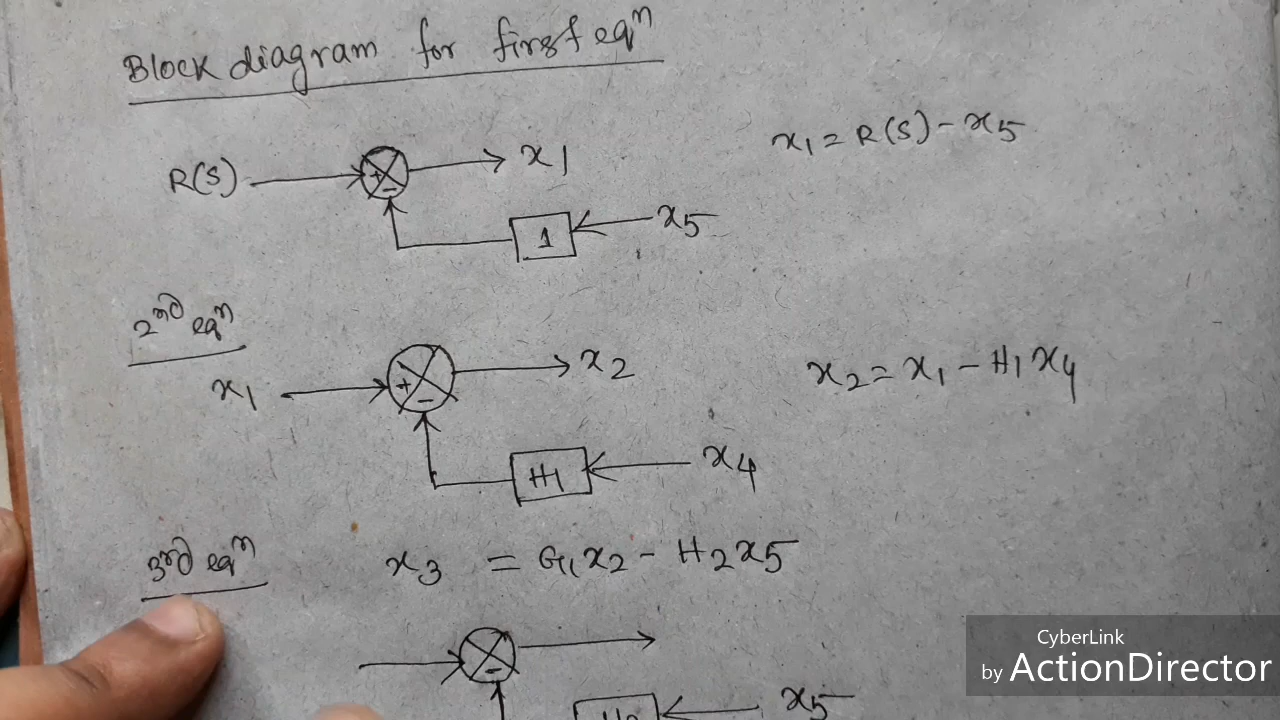 Block diagram for first eqⁿ
x₁ = R(S) - x₅
R(S) + - x₁
1 x₅
2ⁿᵈ eqⁿ
x₁ + - x₂
x₂ = x₁ - H₁x₄
H₁ x₄
3ʳᵈ eqⁿ x₃ = G₁x₂ - H₂x₅
-
H₂ x₅
CyberLink
by ActionDirector